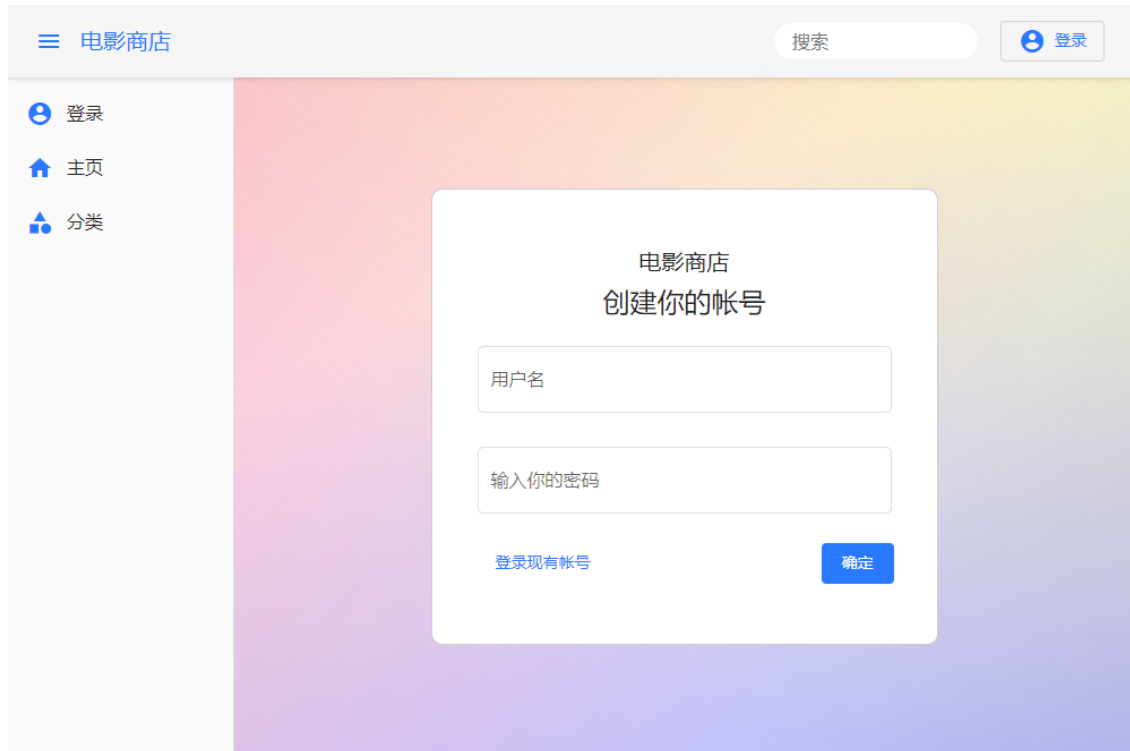 电影商店
搜索
登录
登录
主页
分类
电影商店
创建你的帐号
用户名
输入你的密码
登录现有帐号
确定